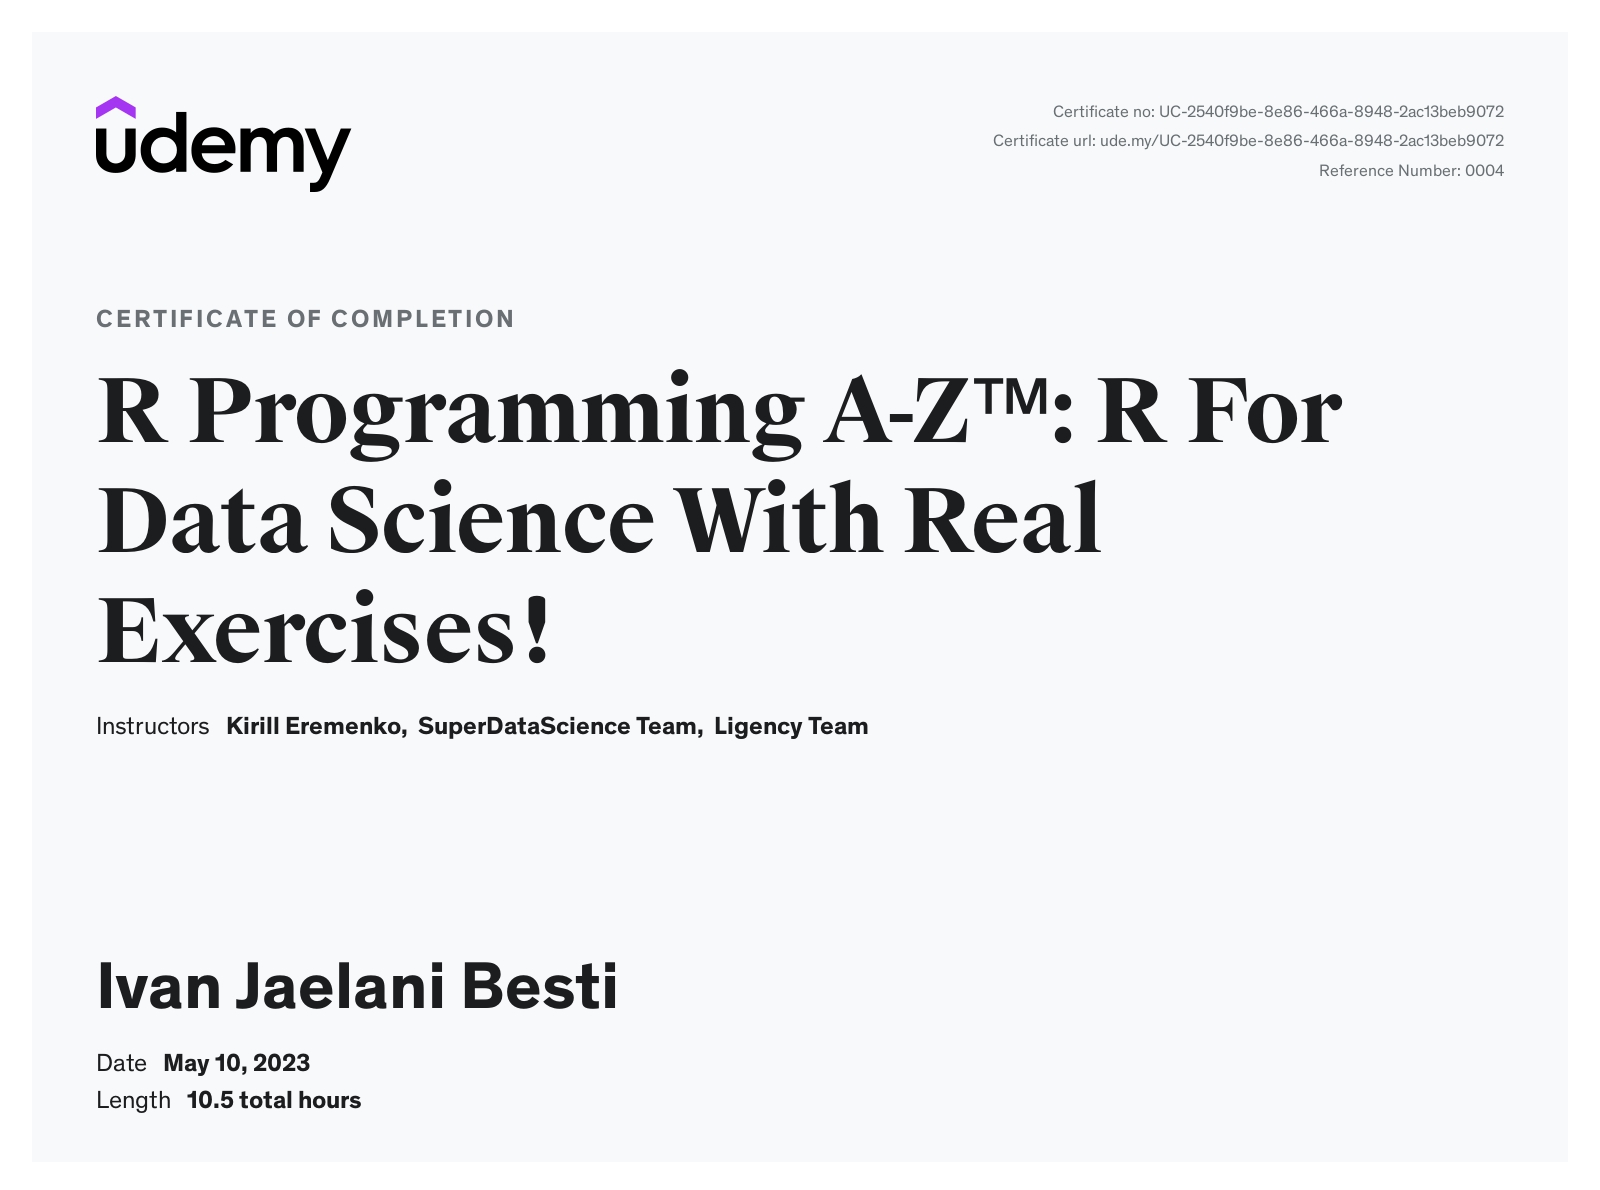 udemy
Certificate no: UC-2540f9be-8e86-466a-8948-2ac13beb9072
Certificate url: ude.my/UC-2540f9be-8e86-466a-8948-2ac13beb9072
Reference Number: 0004
CERTIFICATE OF COMPLETION
R Programming A-Z™: R For
Data Science With Real
Exercises!
Instructors Kirill Eremenko, SuperDataScience Team, Ligency Team
Ivan Jaelani Besti
Date May 10, 2023
Length 10.5 total hours